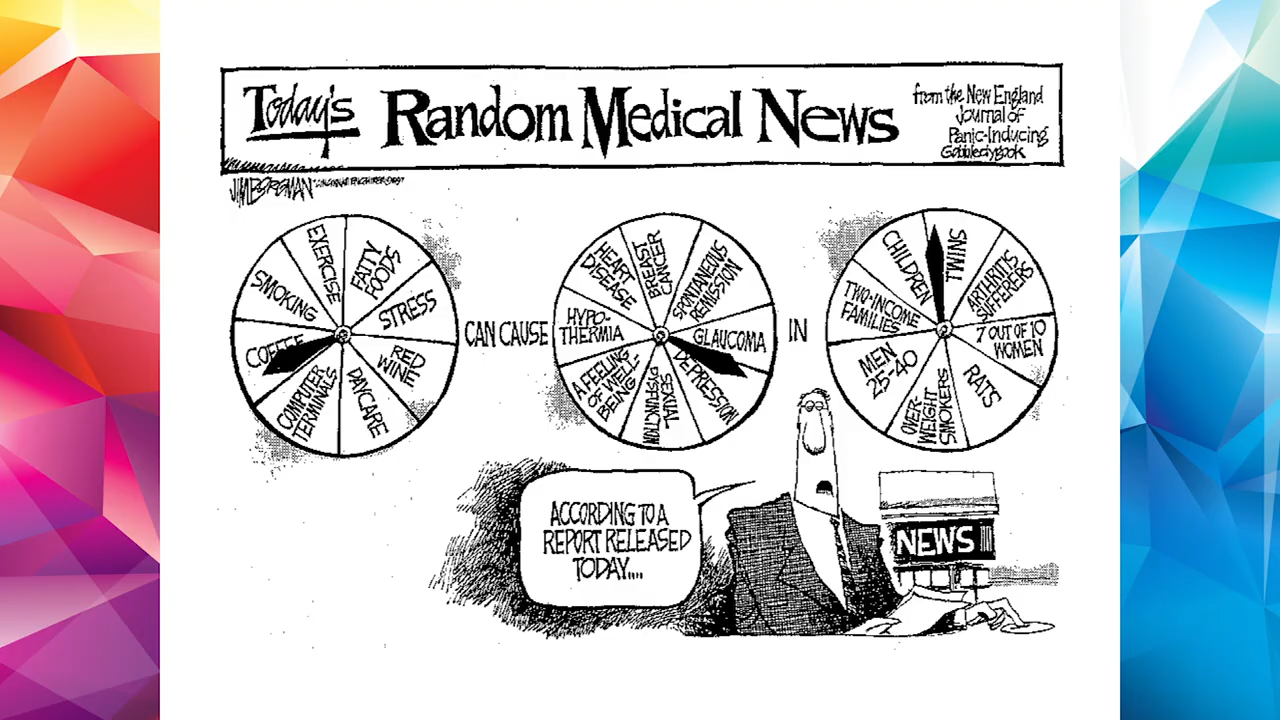 Today's
Random Medical News
from the New England
Journal of
Panic-Inducing
Gobbledygook
JIM BORGMAN
EXERCISE
FATTY
FOODS
STRESS
RED
WINE
DAYCARE
COMPUTER
TERMINALS
COFFEE
SMOKING
CAN CAUSE
HEART
DISEASE
BREAST
CANCER
SPONTANEOUS
REMISSION
GLAUCOMA
DEPRESSION
SEXUAL
DYSFUNCTION
A FEELING
OF WELL-
BEING
HYPO-
THERMIA
IN
CHILDREN
TWINS
ARTHRITIS
SUFFERERS
7 OUT OF 10
WOMEN
RATS
OVER-
WEIGHT
SMOKERS
MEN
25-40
TWO-INCOME
FAMILIES
ACCORDING TO A
REPORT RELEASED
TODAY....
NEWS